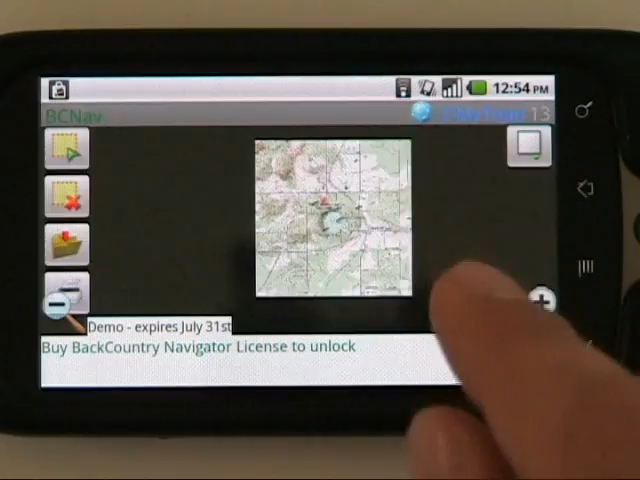 12:54 PM
BCNav
13
Demo - expires July 31st
Buy BackCountry Navigator License to unlock